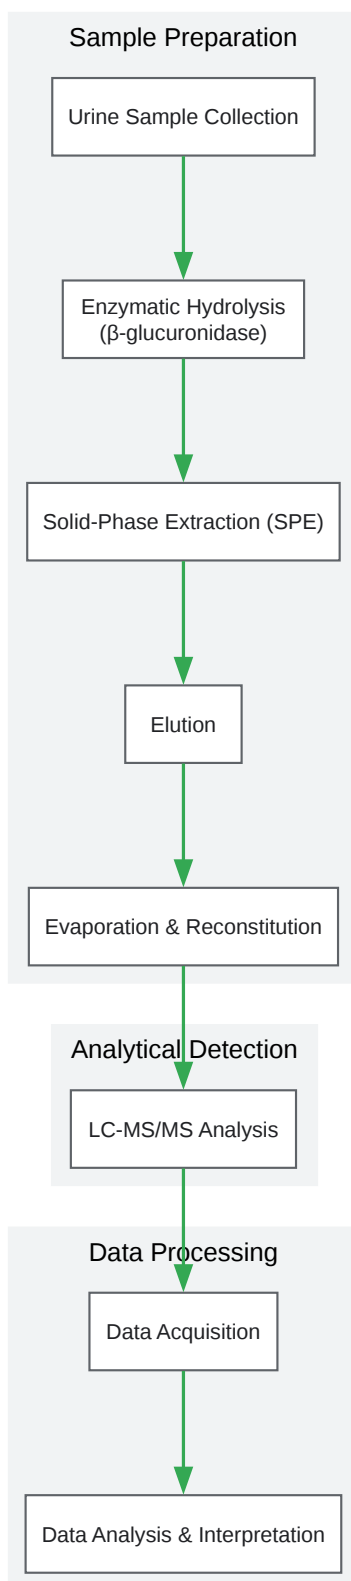 Sample Preparation
Urine Sample Collection
Enzymatic Hydrolysis
(β-glucuronidase)
Solid-Phase Extraction (SPE)
Elution
Evaporation & Reconstitution
Analytical Detection
LC-MS/MS Analysis
Data Processing
Data Acquisition
Data Analysis & Interpretation